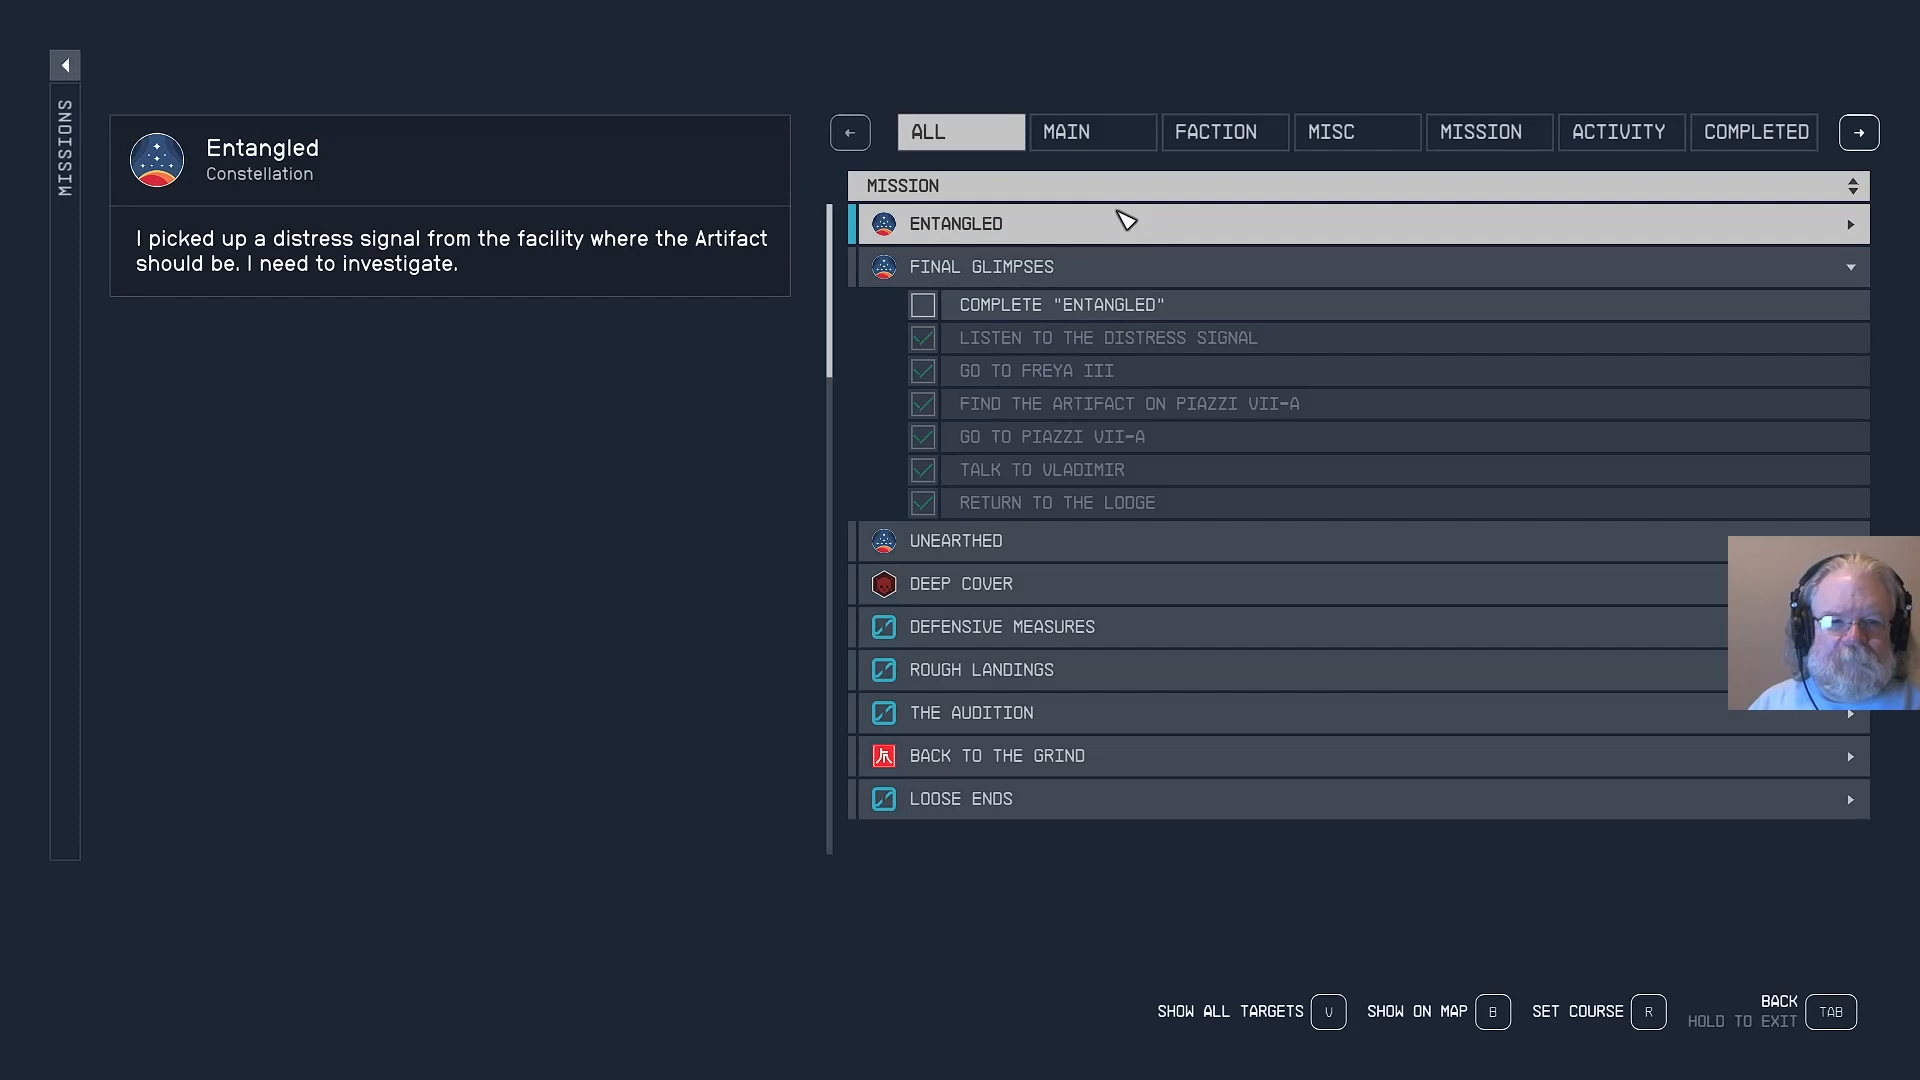 MISSIONS
Entangled
Constellation
I picked up a distress signal from the facility where the Artifact
should be. I need to investigate.
ALL
MAIN
FACTION
MISC
MISSION
ACTIVITY
COMPLETED
MISSION
ENTANGLED
FINAL GLIMPSES
COMPLETE "ENTANGLED"
LISTEN TO THE DISTRESS SIGNAL
GO TO FREYA III
FIND THE ARTIFACT ON PIAZZI VII-A
GO TO PIAZZI VII-A
TALK TO VLADIMIR
RETURN TO THE LODGE
UNEARTHED
DEEP COVER
DEFENSIVE MEASURES
ROUGH LANDINGS
THE AUDITION
BACK TO THE GRIND
LOOSE ENDS
SHOW ALL TARGETS V
SHOW ON MAP B
SET COURSE R
BACK
HOLD TO EXIT
TAB